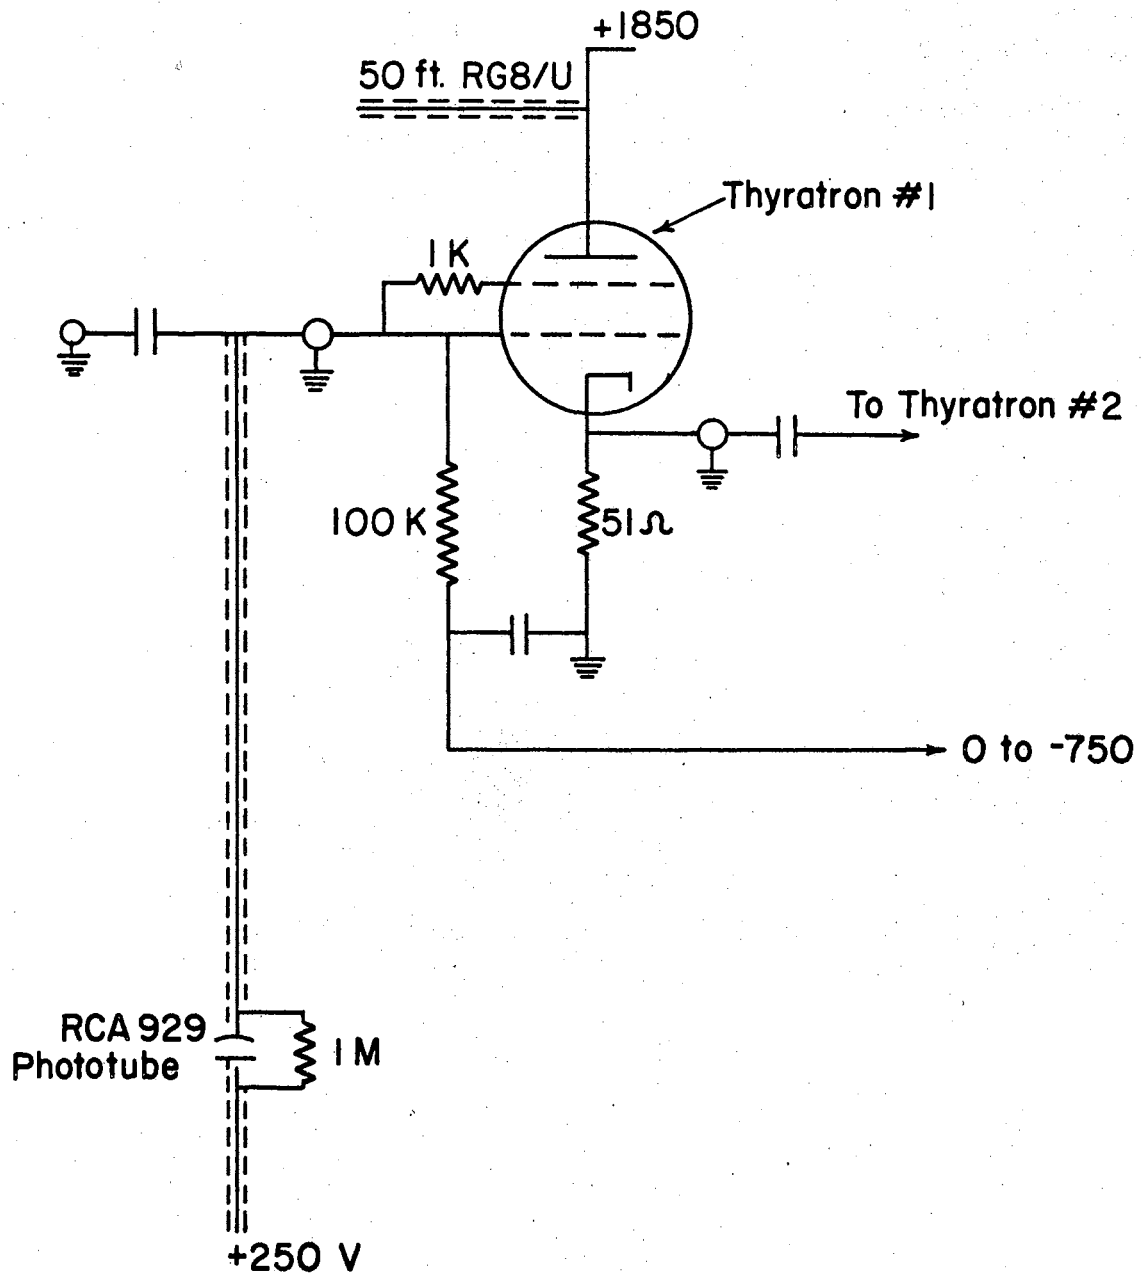 +1850
50 ft. RG8/U
Thyratron #1
1 K
To Thyratron #2
100 K
51 Ω
0 to -750
RCA 929
Phototube
1 M
+250 V